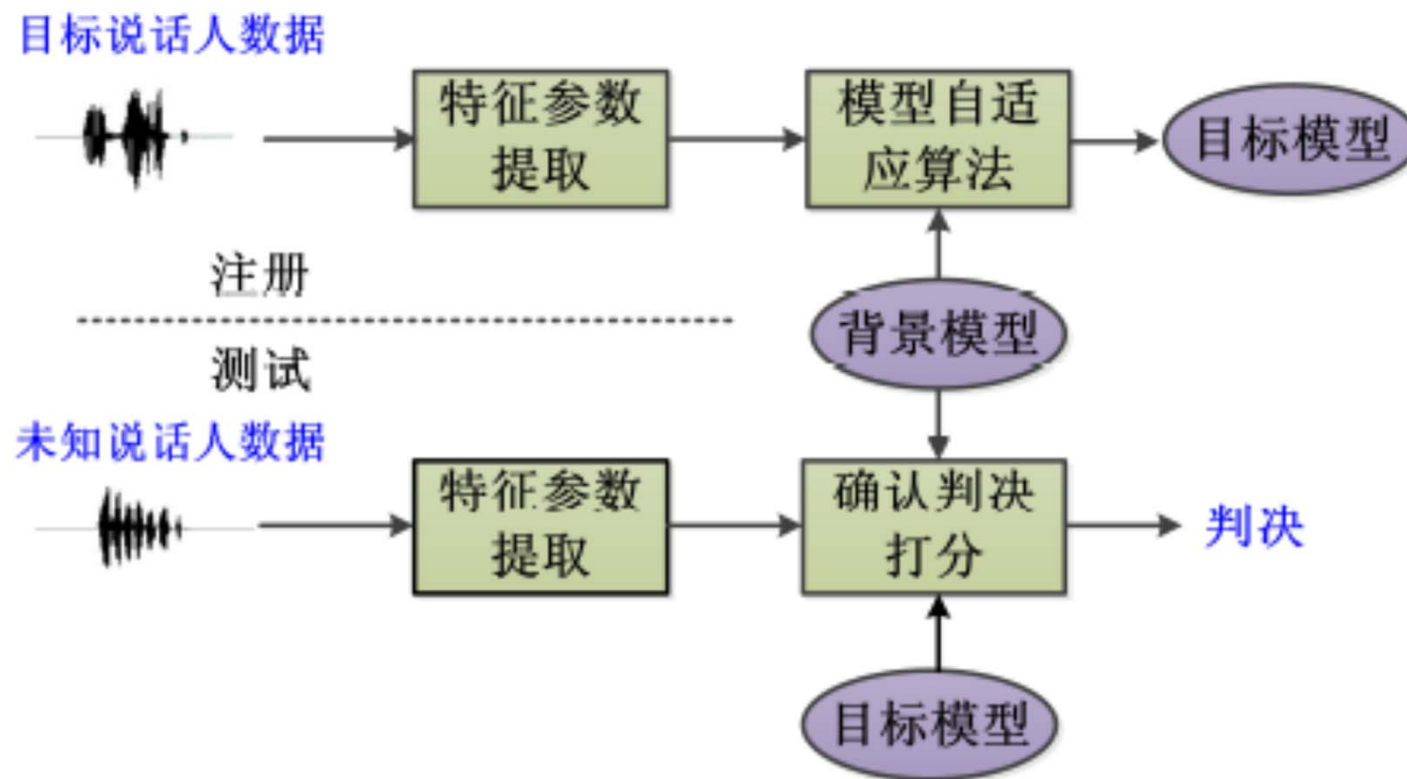 目标说话人数据
特征参数
提取
模型自适
应算法
目标模型
注册
背景模型
测试
未知说话人数据
特征参数
提取
确认判决
打分
判决
目标模型